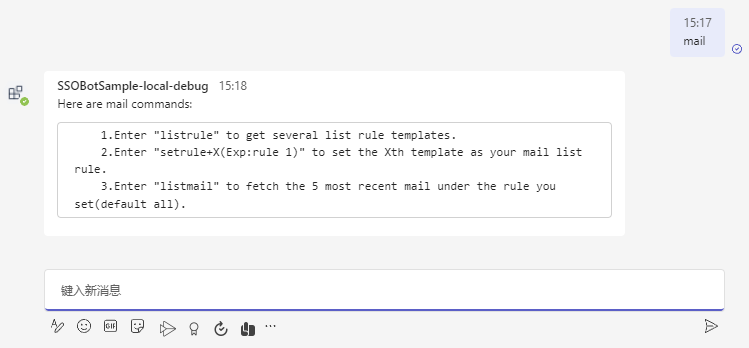 15:17
mail
SSOBotSample-local-debug 15:18
Here are mail commands:
1.Enter "listrule" to get several list rule templates.
2.Enter "setrule+X(Exp:rule 1)" to set the Xth template as your mail list
rule.
3.Enter "listmail" to fetch the 5 most recent mail under the rule you
set(default all).
键入新消息
GIF